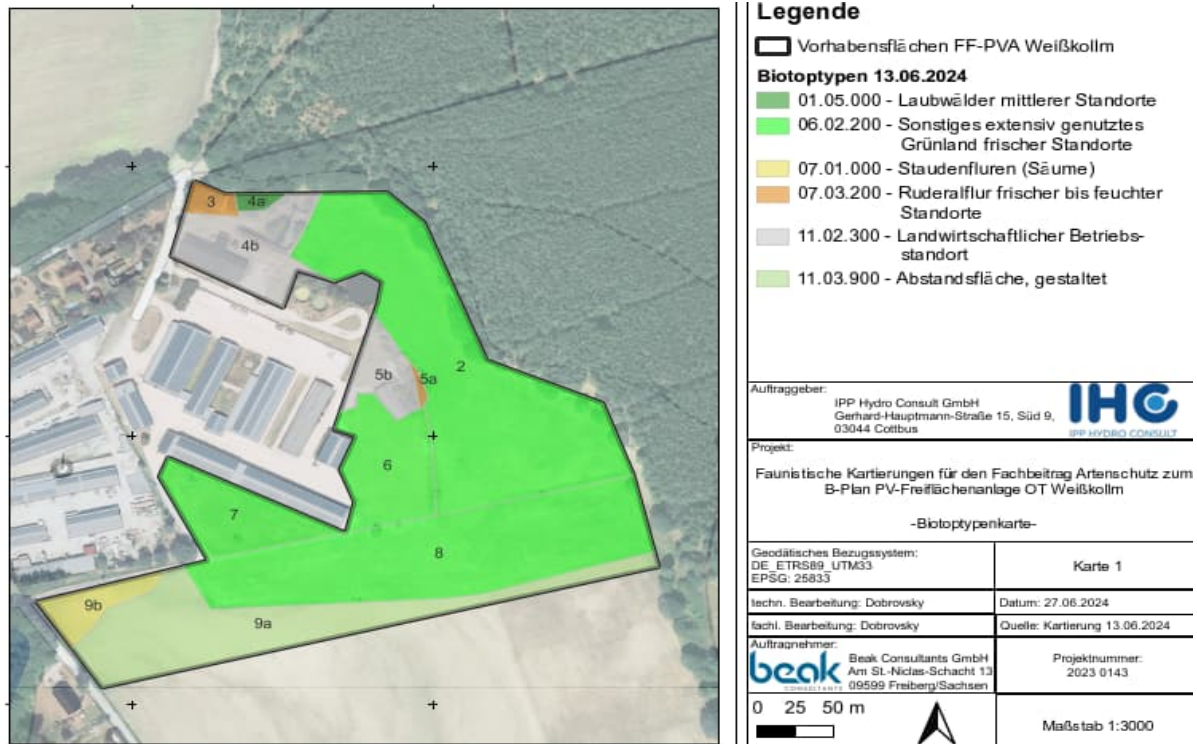 3
4a
4b
2
5b
5a
6
7
8
9b
9a
Legende
Vorhabensflächen FF-PVA Weißkollm
Biotoptypen 13.06.2024
01.05.000 - Laubwälder mittlerer Standorte
06.02.200 - Sonstiges extensiv genutztes
Grünland frischer Standorte
07.01.000 - Staudenfluren (Säume)
07.03.200 - Ruderalflur frischer bis feuchter
Standorte
11.02.300 - Landwirtschaftlicher Betriebs-
standort
11.03.900 - Abstandsfläche, gestaltet
Auftraggeber:
IPP Hydro Consult GmbH
Gerhard-Hauptmann-Straße 15, Süd 9,
03044 Cottbus
IHC
IPP HYDRO CONSULT
Projekt:
Faunistische Kartierungen für den Fachbeitrag Artenschutz zum
B-Plan PV-Freiflächenanlage OT Weißkollm
-Biotoptypenkarte-
Geodätisches Bezugssystem:
DE_ETRS89_UTM33
EPSG: 25833
Karte 1
techn. Bearbeitung: Dobrovsky
Datum: 27.06.2024
fachl. Bearbeitung: Dobrovsky
Quelle: Kartierung 13.06.2024
Auftragnehmer:
beak
CONSULTANTS
Beak Consultants GmbH
Am St.-Niclas-Schacht 13
09599 Freiberg/Sachsen
Projektnummer:
2023 0143
0 25 50 m
Maßstab 1:3000